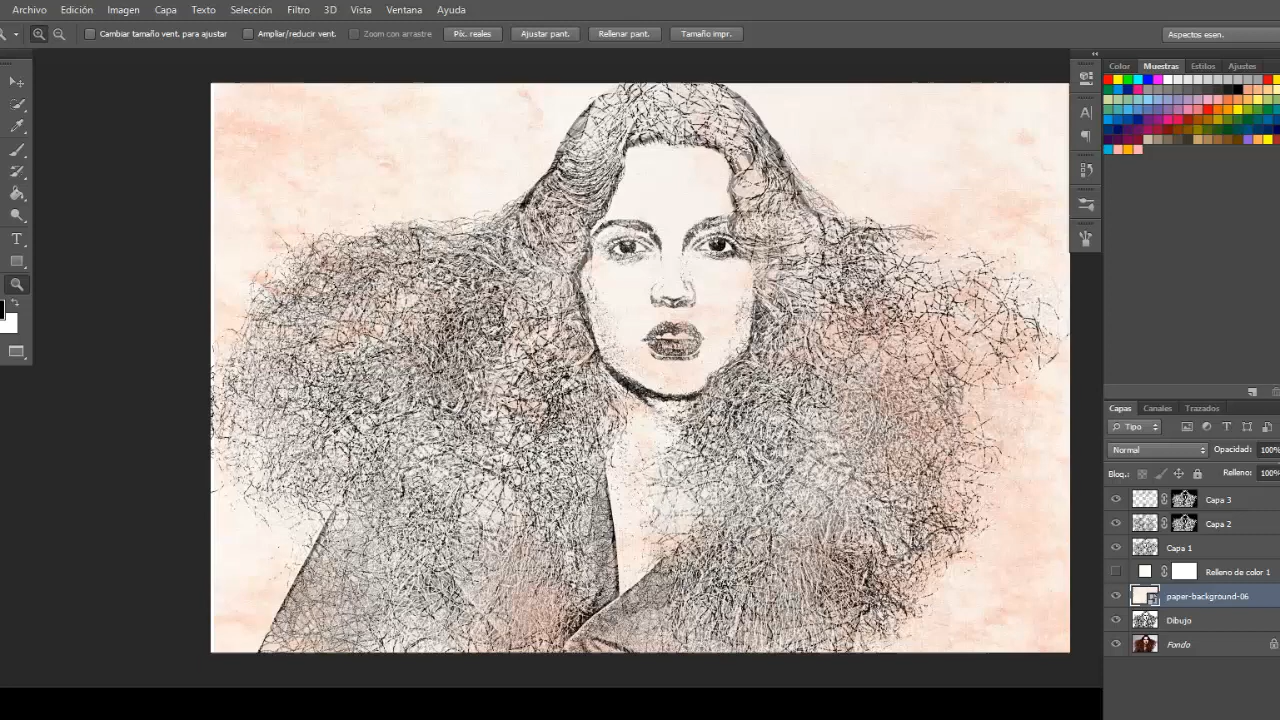 Archivo Edición Imagen Capa Texto Selección Filtro 3D Vista Ventana Ayuda
Cambiar tamaño vent. para ajustar Ampliar/reducir vent. Zoom con arrastre Píx. reales Ajustar pant. Rellenar pant. Tamaño impr. Aspectos esen.
Color Muestras Estilos Ajustes
Capas Canales Trazados
Tipo
Normal Opacidad: 100%
Bloq.: Relleno: 100%
Capa 3
Capa 2
Capa 1
Relleno de color 1
paper-background-06
Dibujo
Fondo